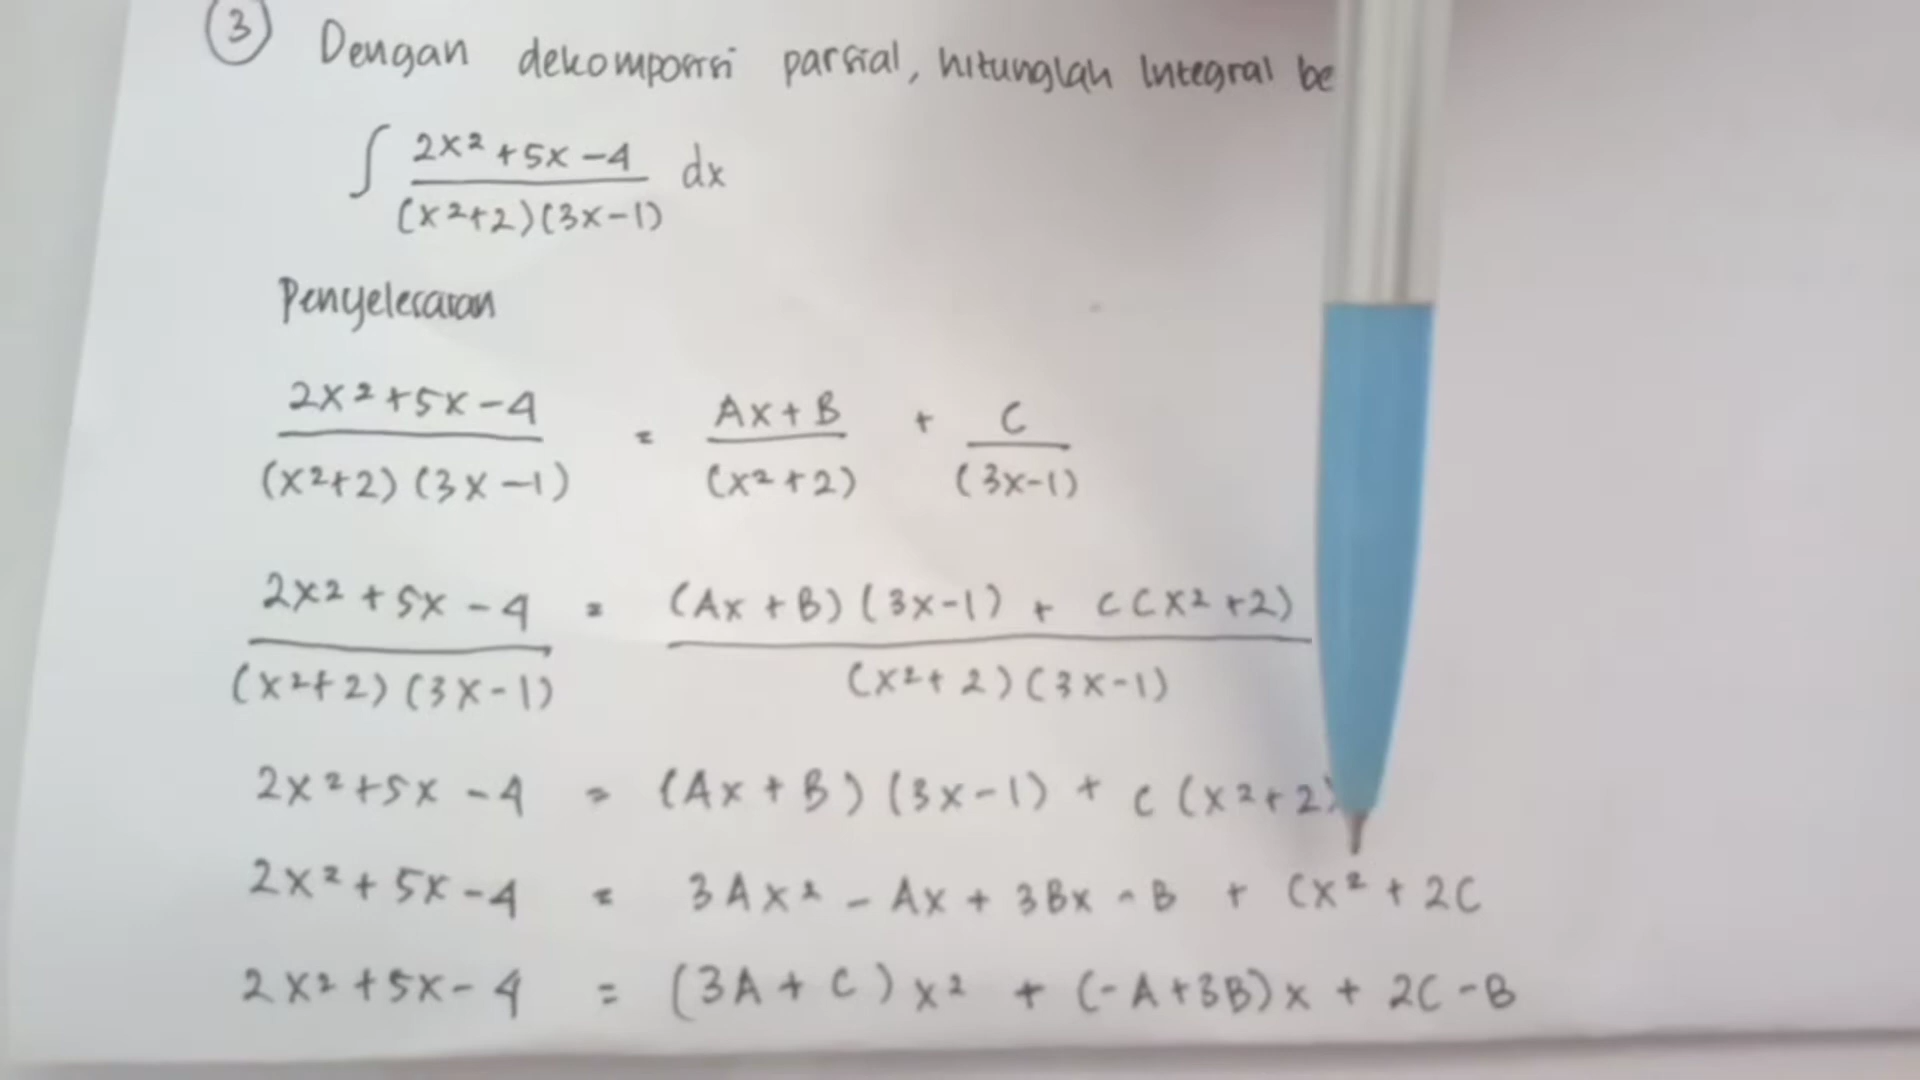 ③ Dengan dekomposisi parsial, hitunglah Integral be
∫ 2x² + 5x - 4 / (x² + 2)(3x - 1) dx
Penyelesaian
2x² + 5x - 4 / (x² + 2)(3x - 1) = Ax + B / (x² + 2) + C / (3x - 1)
2x² + 5x - 4 / (x² + 2)(3x - 1) = (Ax + B)(3x - 1) + C(x² + 2) / (x² + 2)(3x - 1)
2x² + 5x - 4 = (Ax + B)(3x - 1) + C(x² + 2)
2x² + 5x - 4 = 3Ax² - Ax + 3Bx - B + Cx² + 2C
2x² + 5x - 4 = (3A + C)x² + (-A + 3B)x + 2C - B